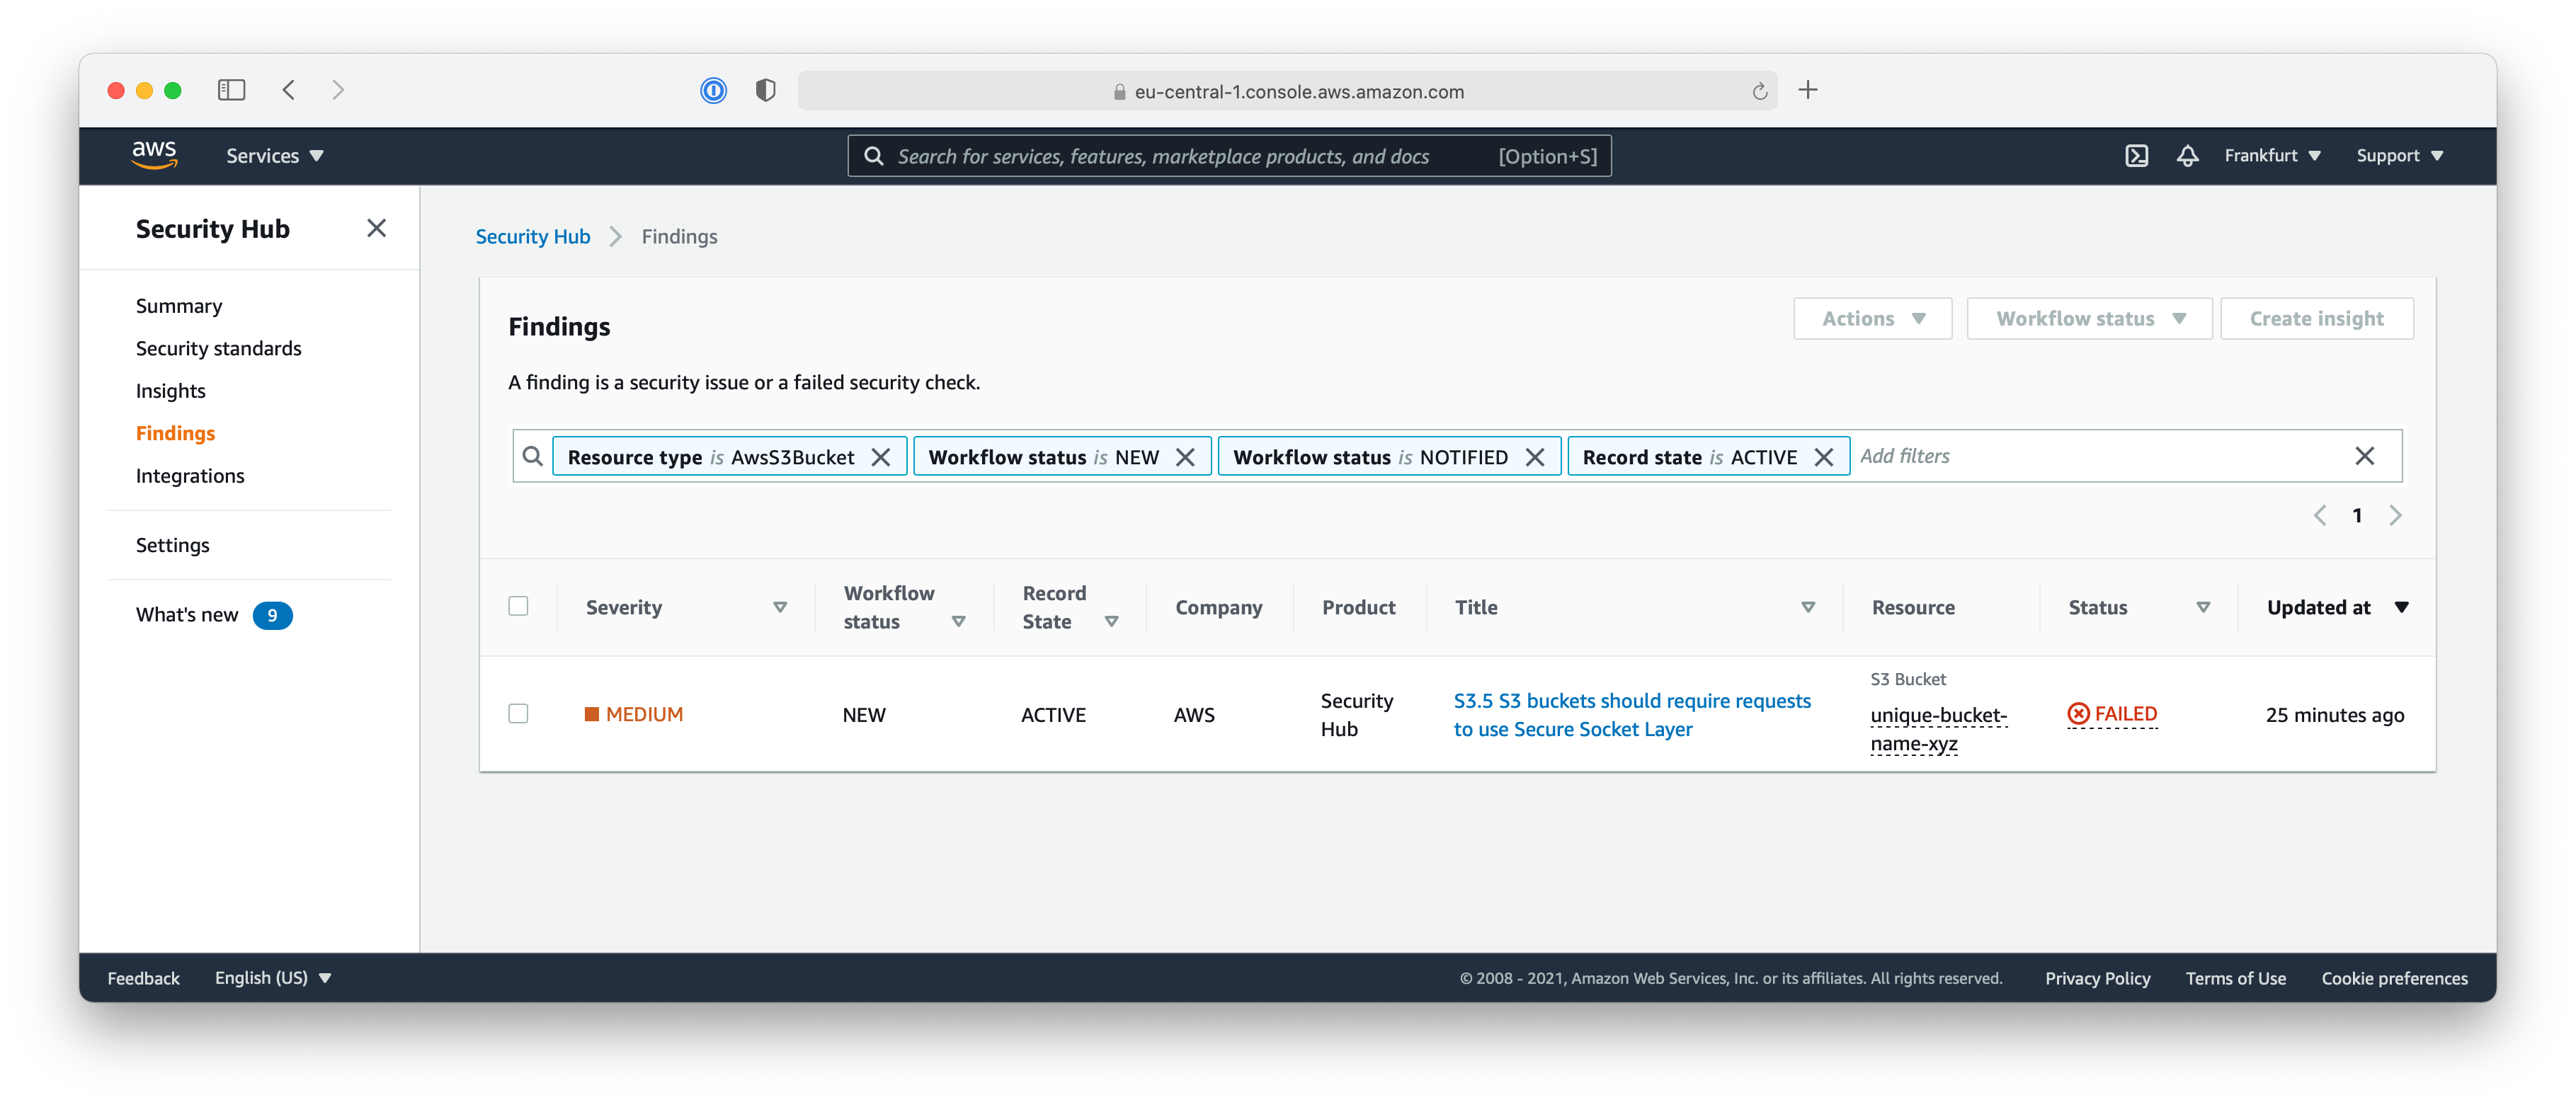 eu-central-1.console.aws.amazon.com
aws
Services
Search for services, features, marketplace products, and docs
[Option+S]
Frankfurt
Support
Security Hub
Summary
Security standards
Insights
Findings
Integrations
Settings
What's new 9
Security Hub
Findings
Findings
Actions
Workflow status
Create insight
A finding is a security issue or a failed security check.
Resource type is AwsS3Bucket
Workflow status is NEW
Workflow status is NOTIFIED
Record state is ACTIVE
Add filters
1
Severity
Workflow
status
Record
State
Company
Product
Title
Resource
Status
Updated at
MEDIUM
NEW
ACTIVE
AWS
Security
Hub
S3.5 S3 buckets should require requests
to use Secure Socket Layer
S3 Bucket
unique-bucket-
name-xyz
FAILED
25 minutes ago
Feedback
English (US)
© 2008 - 2021, Amazon Web Services, Inc. or its affiliates. All rights reserved.
Privacy Policy
Terms of Use
Cookie preferences